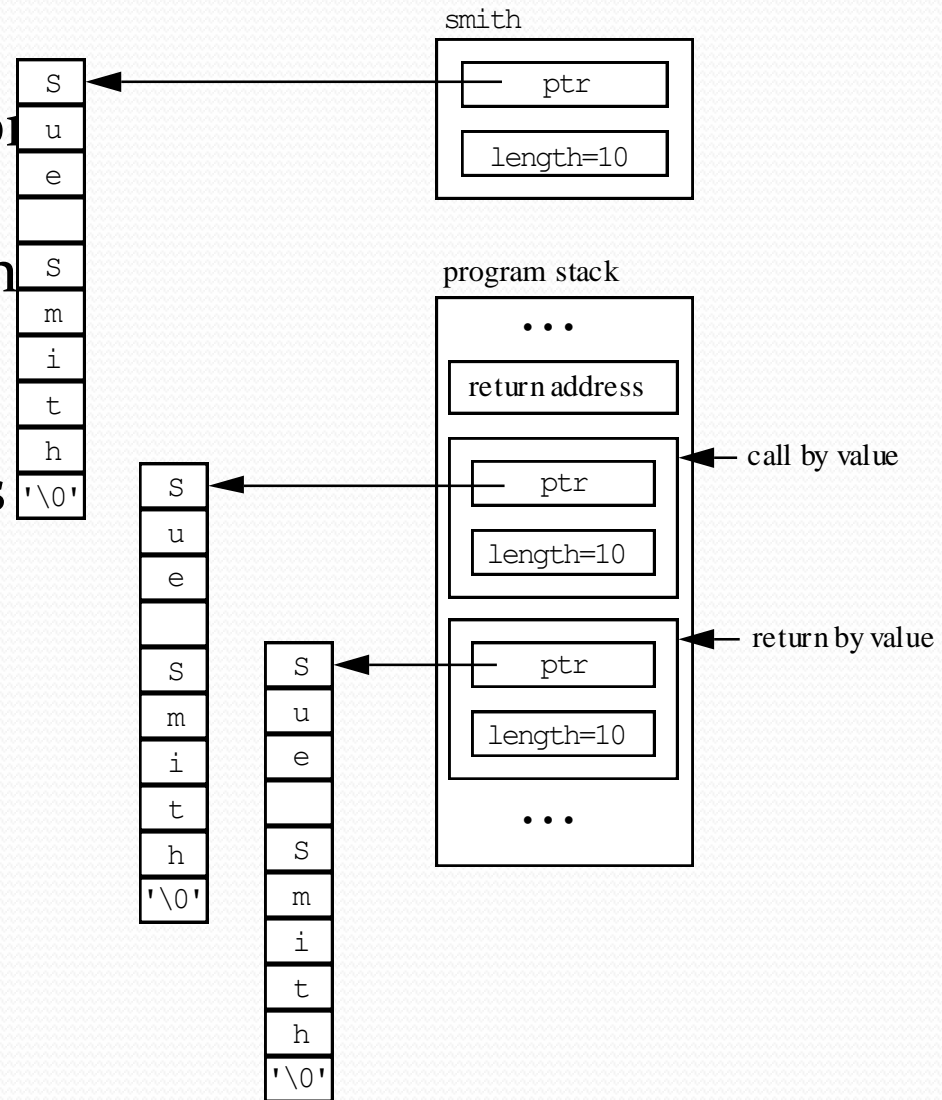 smith
ptr
length=10
S
u
e
S
m
i
t
h
'\0'
program stack
...
return address
call by value
ptr
length=10
S
u
e
S
m
i
t
h
'\0'
return by value
ptr
length=10
...
S
u
e
S
m
i
t
h
'\0'